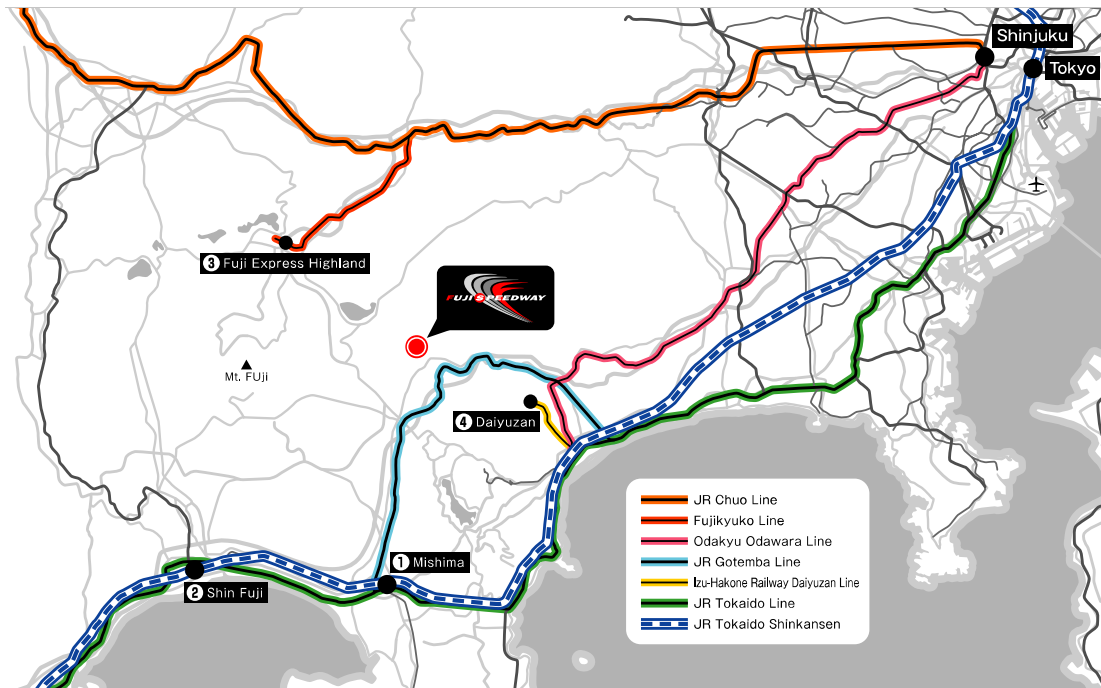 Shinjuku
Tokyo
3 Fuji Express Highland
FUJI SPEEDWAY
Mt. FUji
4 Daiyuzan
1 Mishima
2 Shin Fuji
JR Chuo Line
Fujikyuko Line
Odakyu Odawara Line
JR Gotemba Line
Izu-Hakone Railway Daiyuzan Line
JR Tokaido Line
JR Tokaido Shinkansen